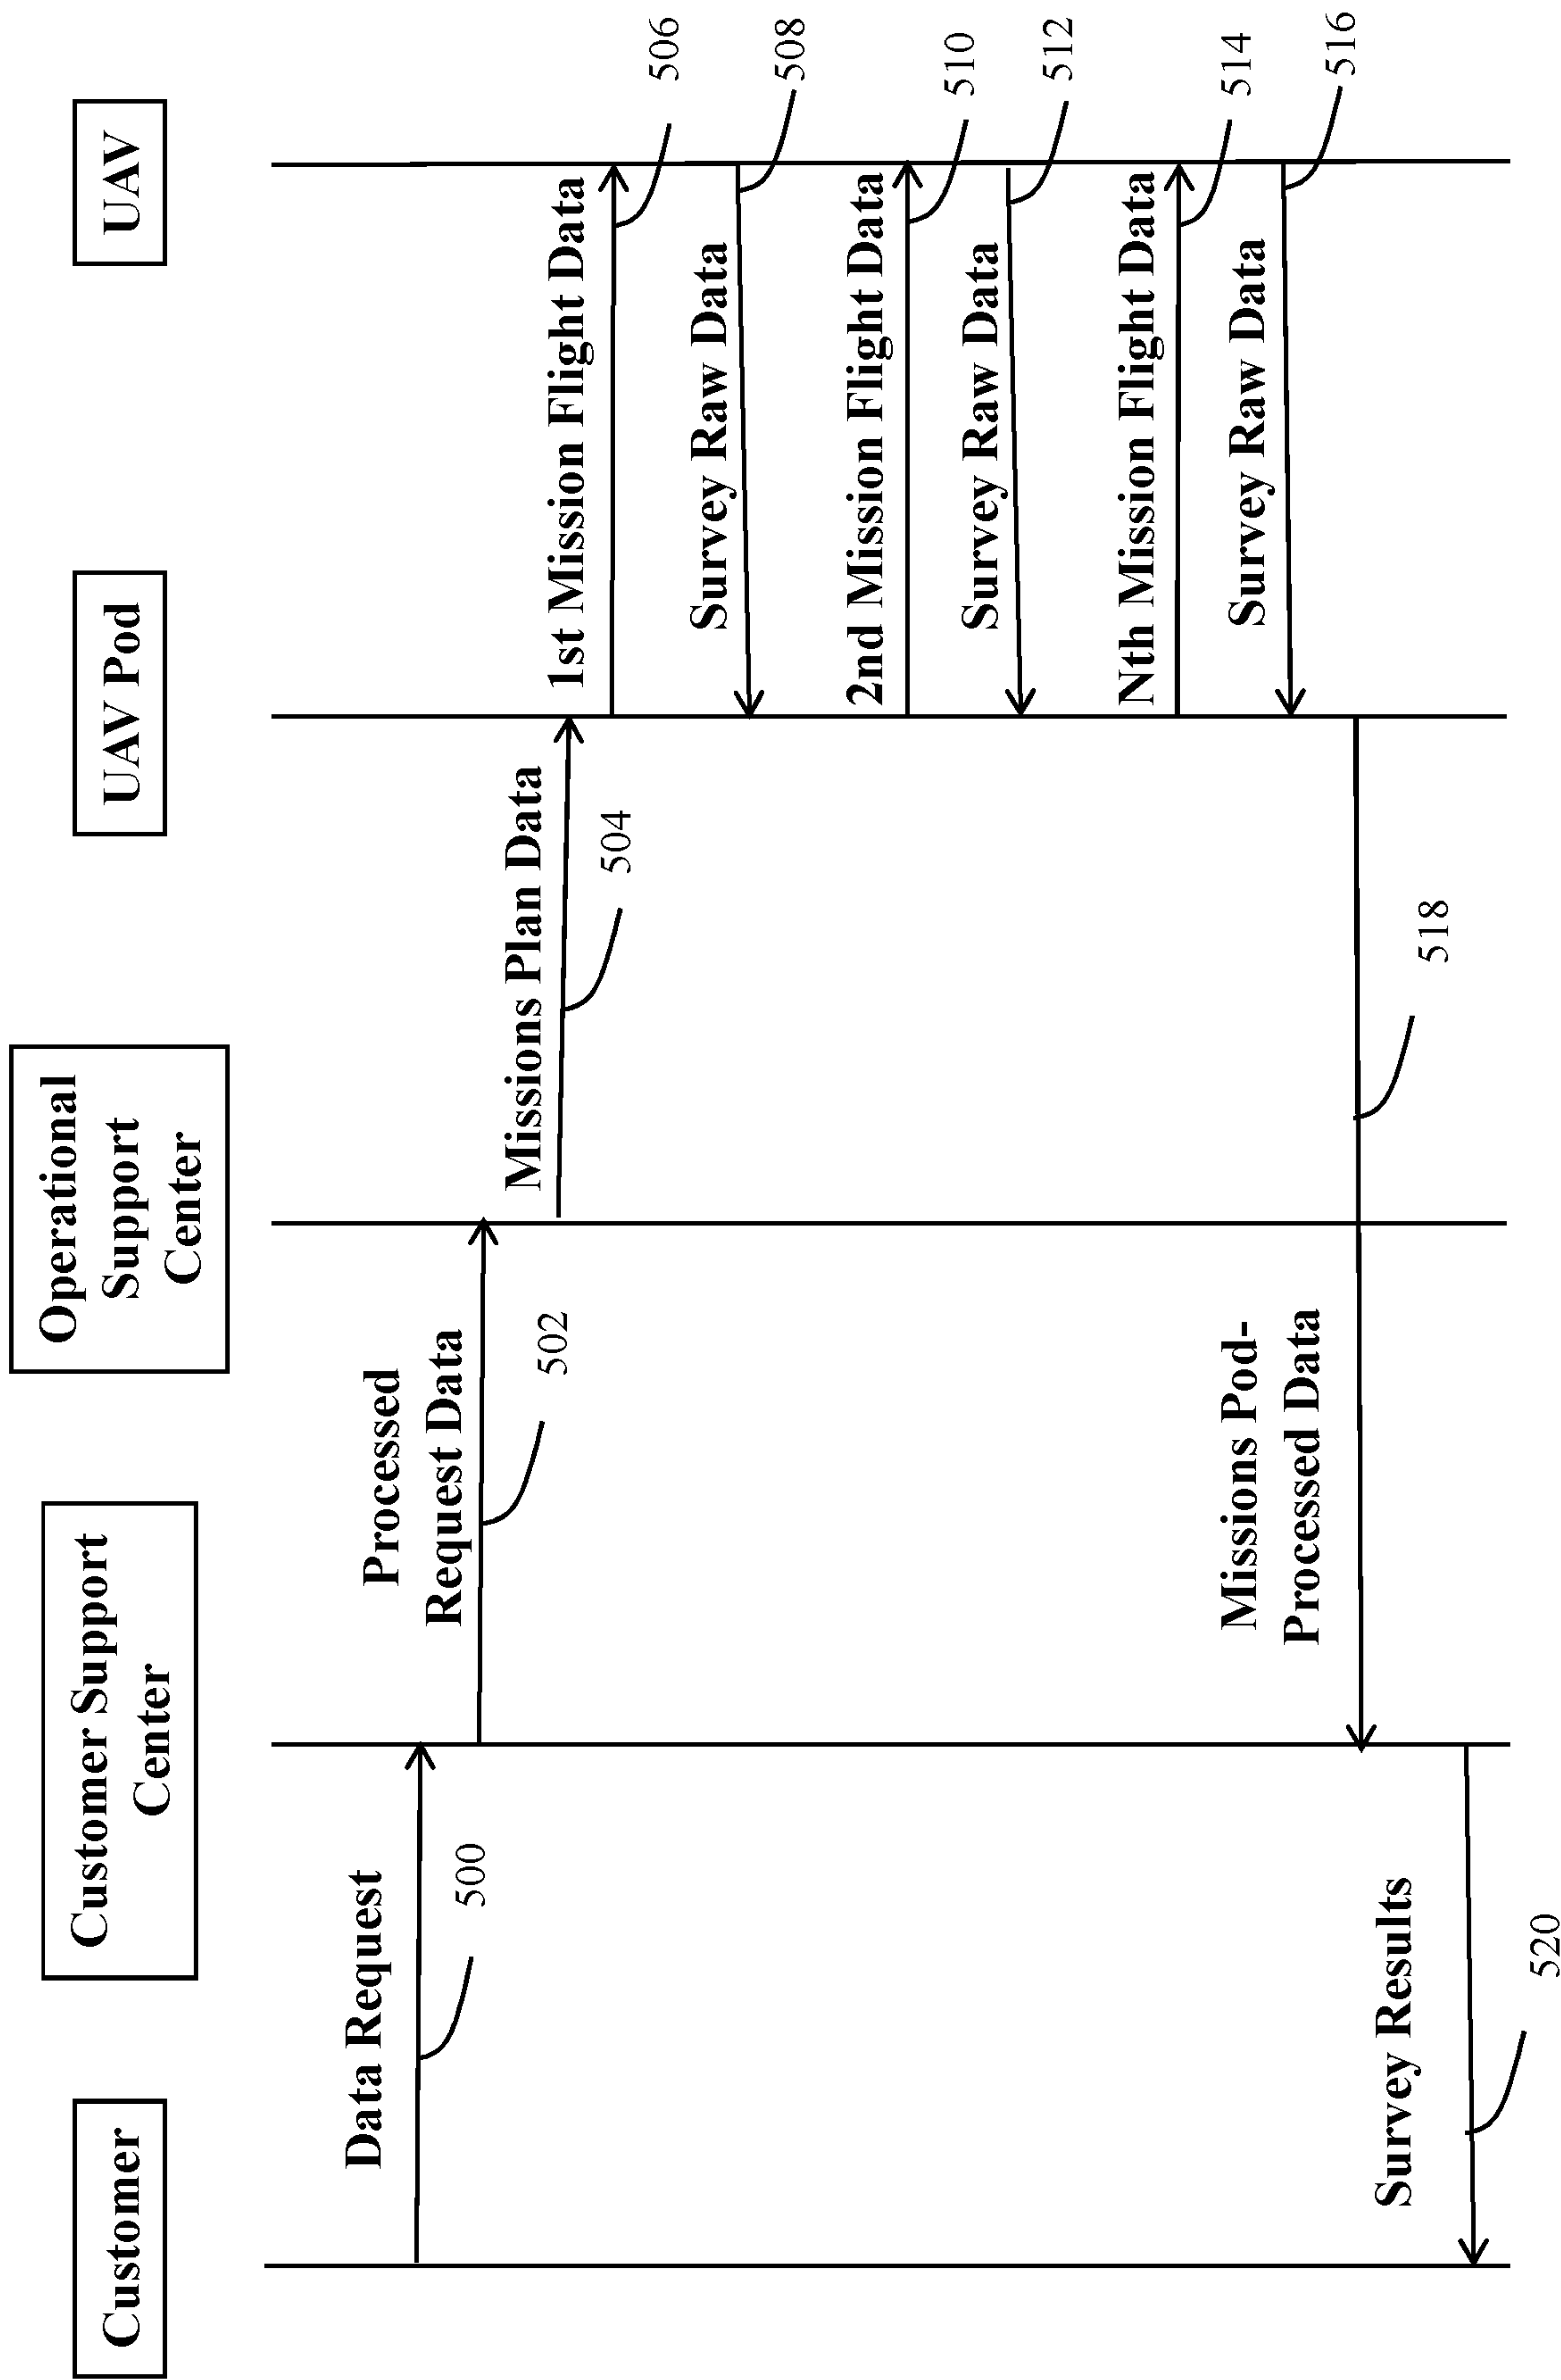 Customer
Customer Support
Center
Operational
Support
Center
UAV Pod
UAV
Data Request
500
Processed
Request Data
502
Missions Plan Data
504
1st Mission Flight Data
506
Survey Raw Data
508
2nd Mission Flight Data
510
Survey Raw Data
512
Nth Mission Flight Data
514
Survey Raw Data
516
Missions Pod-
Processed Data
518
Survey Results
520